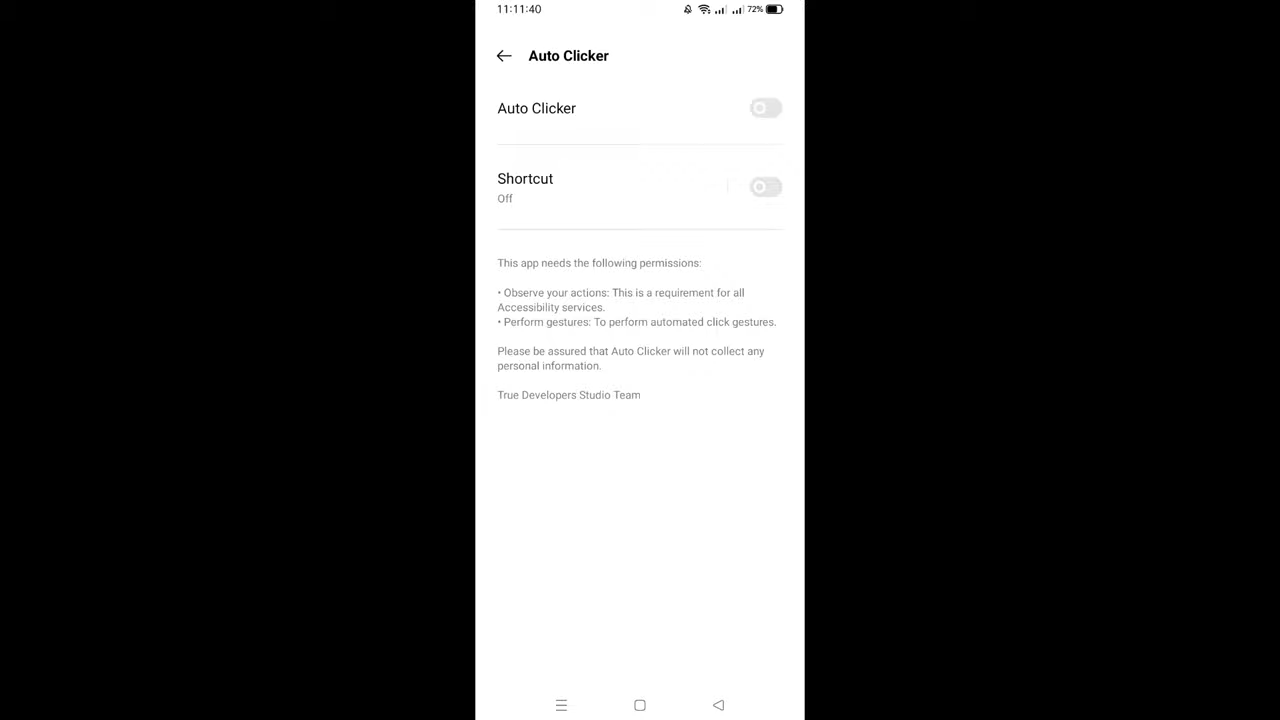 11:11:40 72%
Auto Clicker
Auto Clicker
Shortcut
Off
This app needs the following permissions:
• Observe your actions: This is a requirement for all
Accessibility services.
• Perform gestures: To perform automated click gestures.
Please be assured that Auto Clicker will not collect any
personal information.
True Developers Studio Team